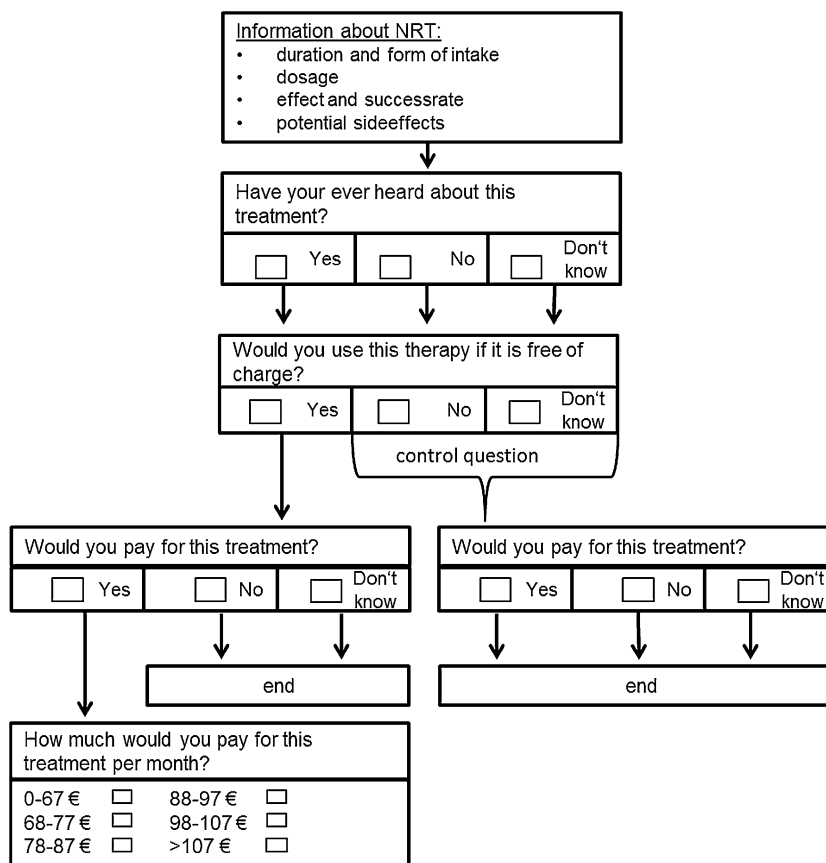 Information about NRT:
• duration and form of intake
• dosage
• effect and successrate
• potential sideeffects
Have your ever heard about this
treatment?
Yes
No
Don't
know
Would you use this therapy if it is free of
charge?
Yes
No
Don't
know
control question
Would you pay for this treatment?
Yes
No
Don't
know
Would you pay for this treatment?
Yes
No
Don't
know
end
end
How much would you pay for this
treatment per month?
0-67 €
88-97 €
68-77 €
98-107 €
78-87 €
>107 €